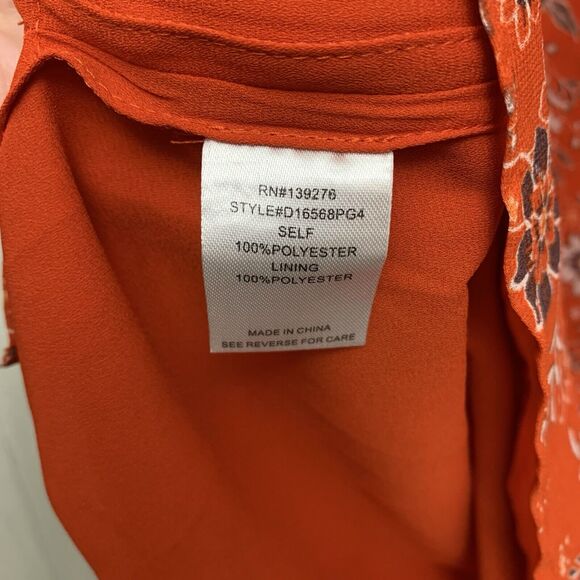 RN#139276
STYLE#D16568PG4
SELF
100%POLYESTER
LINING
100%POLYESTER
MADE IN CHINA
SEE REVERSE FOR CARE